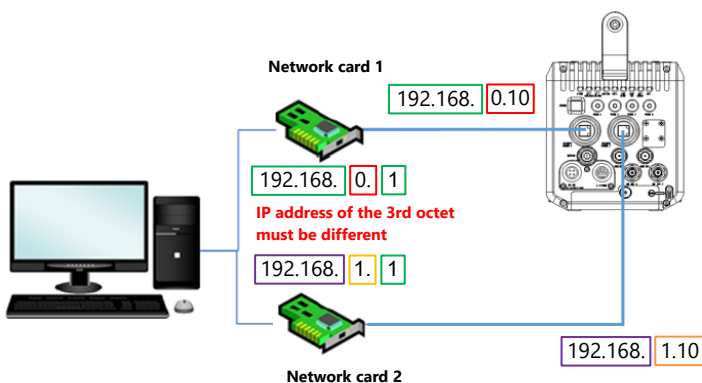 Network card 1
192.168. 0.10
192.168. 0. 1
IP address of the 3rd octet
must be different
192.168. 1. 1
192.168. 1.10
Network card 2